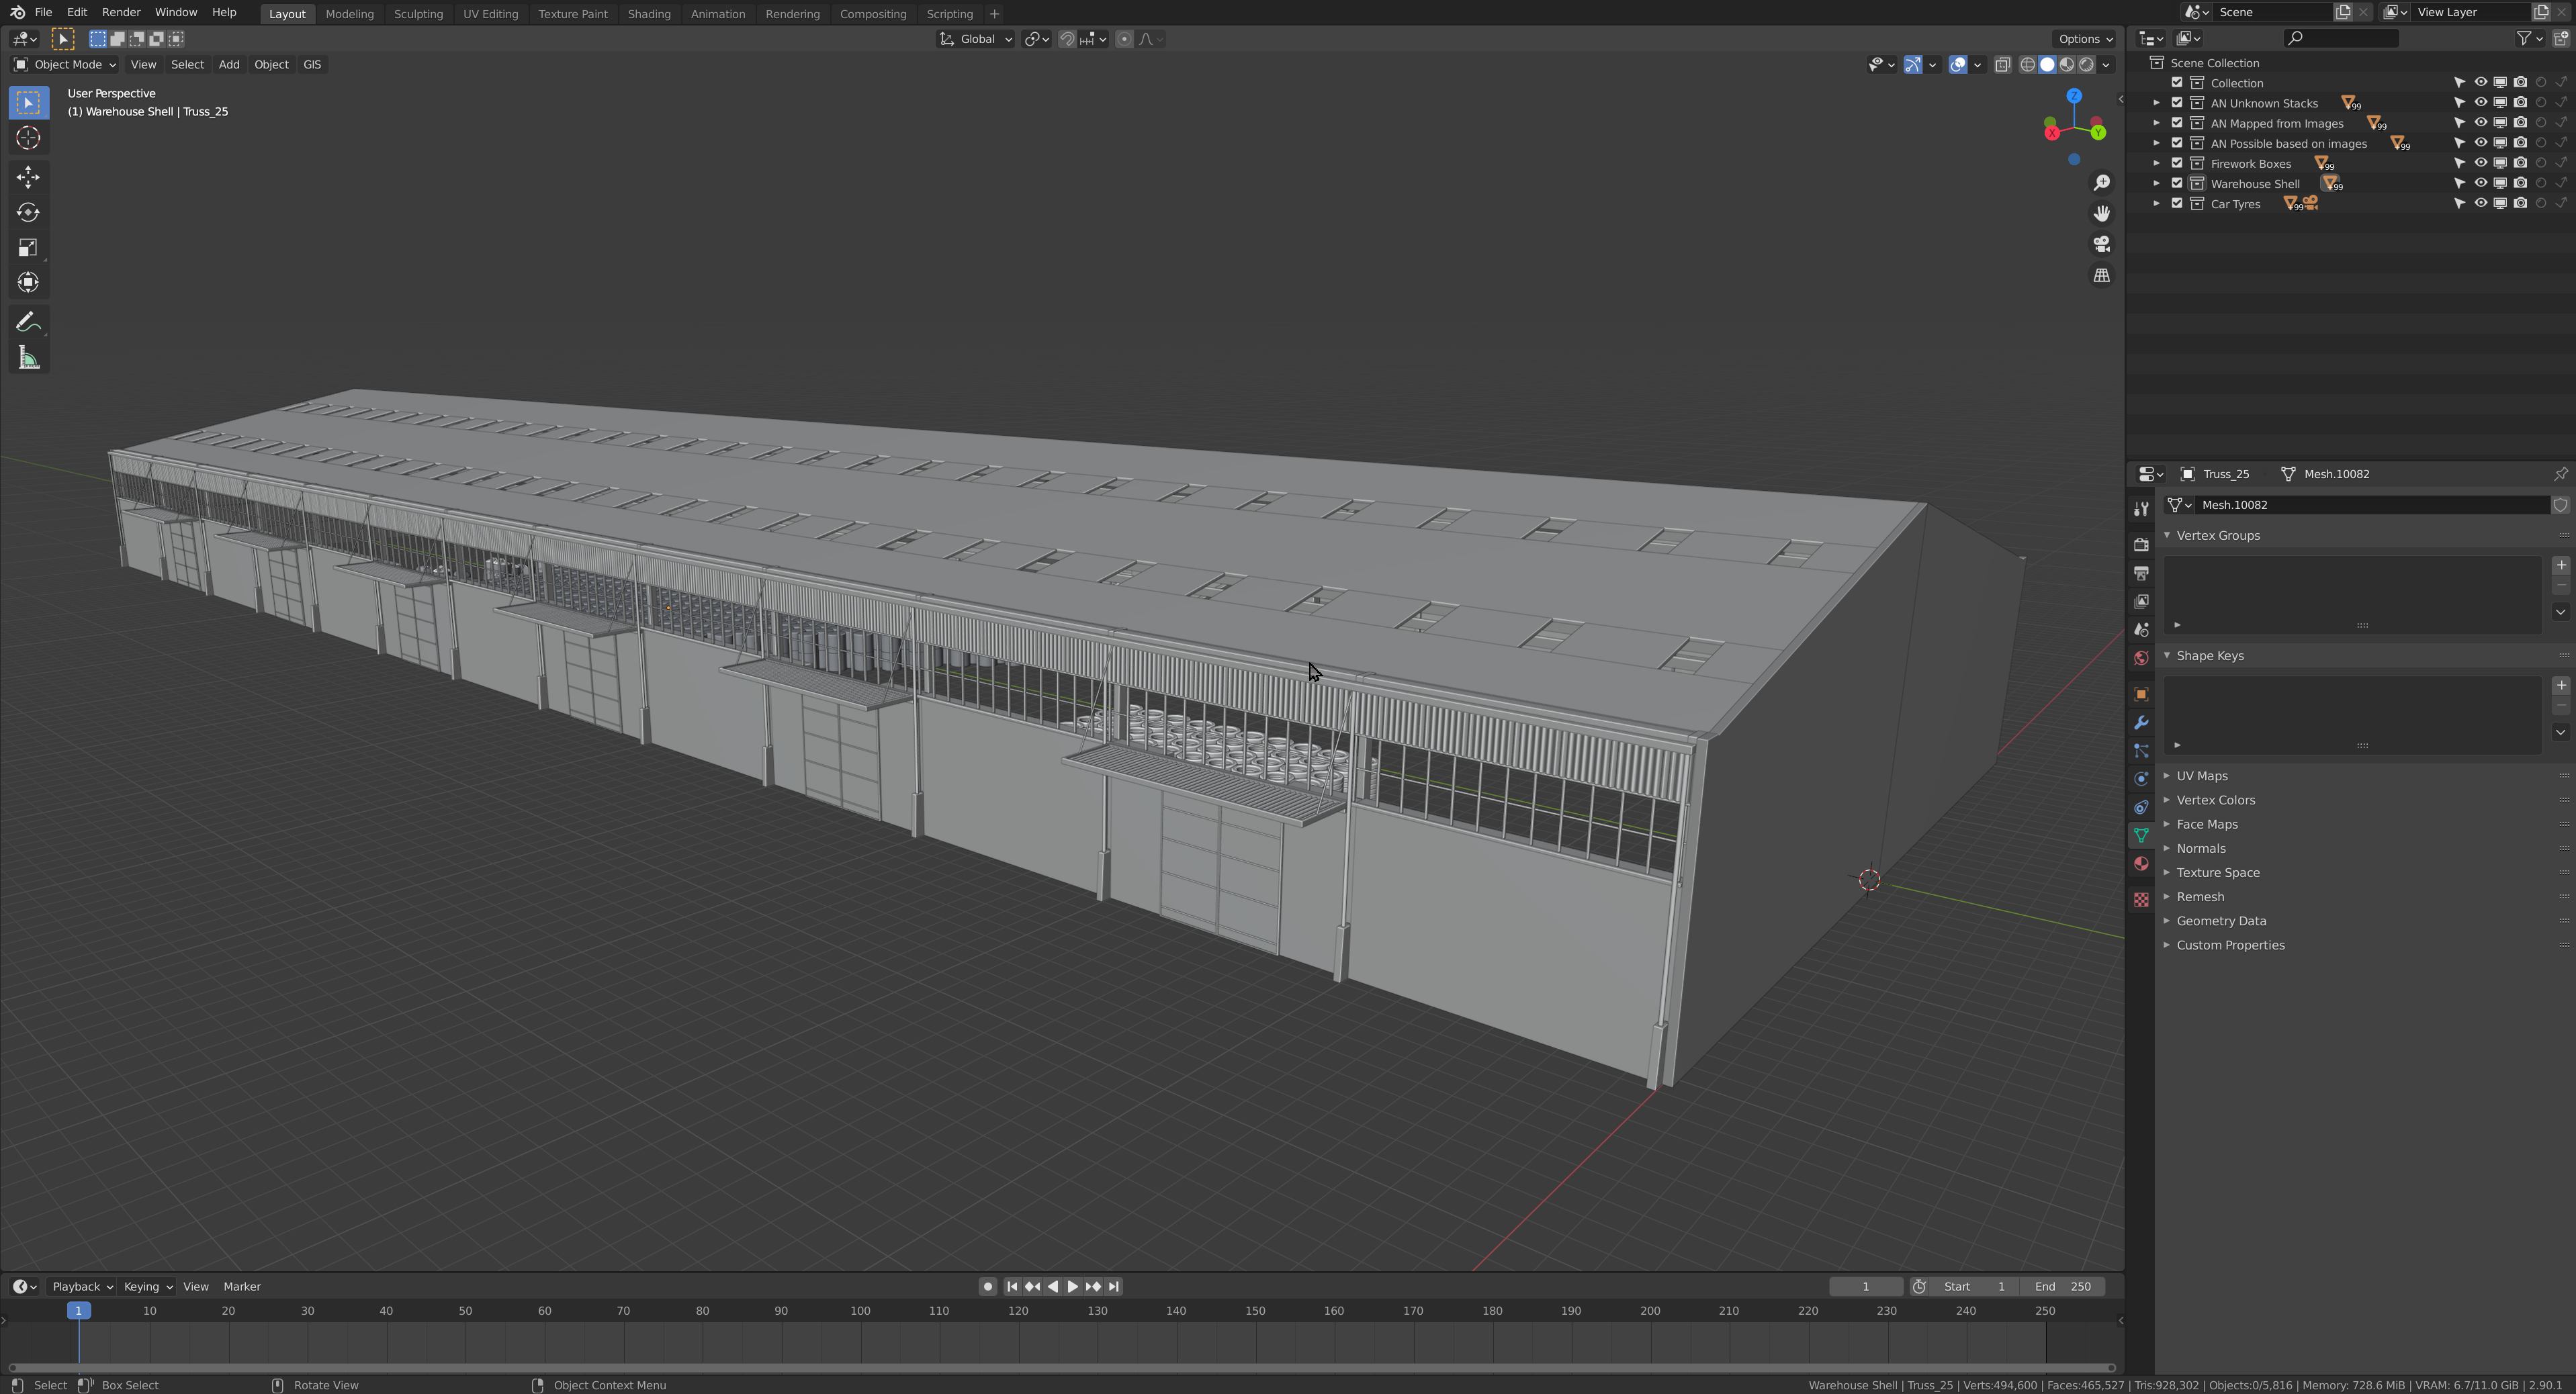 File Edit Render Window Help Layout Modeling Sculpting UV Editing Texture Paint Shading Animation Rendering Compositing Scripting + Scene View Layer
Global Options
Object Mode View Select Add Object GIS
User Perspective
(1) Warehouse Shell | Truss_25
Z
X Y
Scene Collection
Collection
AN Unknown Stacks 99
AN Mapped from Images 99
AN Possible based on images 99
Firework Boxes 99
Warehouse Shell 99
Car Tyres 99
Truss_25 Mesh.10082
Mesh.10082
Vertex Groups
Shape Keys
UV Maps
Vertex Colors
Face Maps
Normals
Texture Space
Remesh
Geometry Data
Custom Properties
Playback Keying View Marker 1 Start 1 End 250
1 10 20 30 40 50 60 70 80 90 100 110 120 130 140 150 160 170 180 190 200 210 220 230 240 250
Select Box Select Rotate View Object Context Menu Warehouse Shell | Truss_25 | Verts:494,600 | Faces:465,527 | Tris:928,302 | Objects:0/5,816 | Memory: 728.6 MiB | VRAM: 6.7/11.0 GiB | 2.90.1